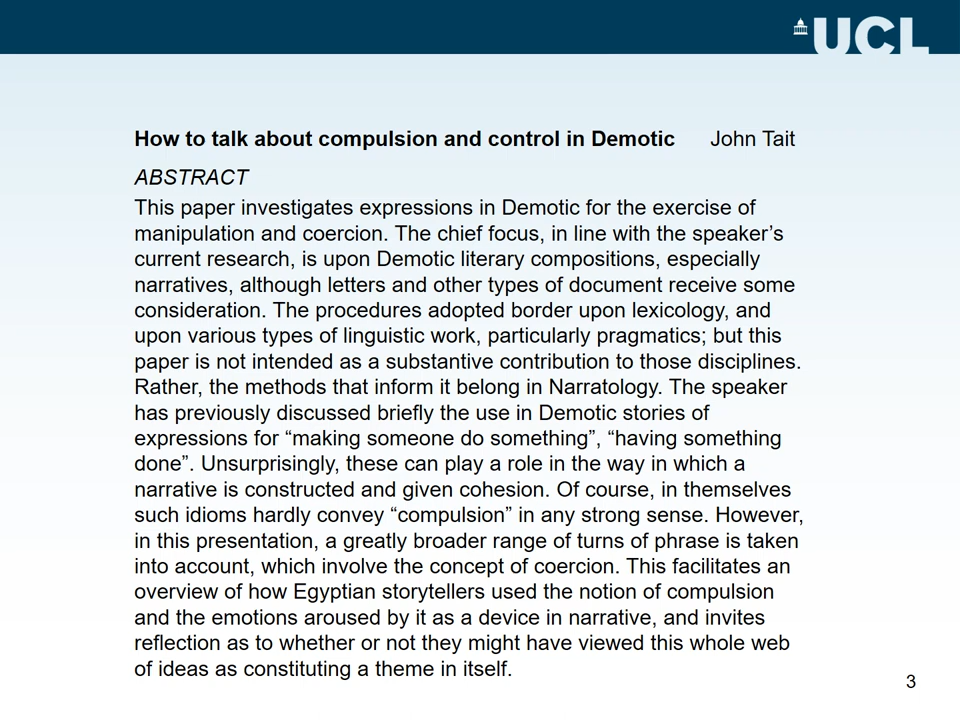 UCL
How to talk about compulsion and control in Demotic John Tait
ABSTRACT
This paper investigates expressions in Demotic for the exercise of
manipulation and coercion. The chief focus, in line with the speaker’s
current research, is upon Demotic literary compositions, especially
narratives, although letters and other types of document receive some
consideration. The procedures adopted border upon lexicology, and
upon various types of linguistic work, particularly pragmatics; but this
paper is not intended as a substantive contribution to those disciplines.
Rather, the methods that inform it belong in Narratology. The speaker
has previously discussed briefly the use in Demotic stories of
expressions for “making someone do something”, “having something
done”. Unsurprisingly, these can play a role in the way in which a
narrative is constructed and given cohesion. Of course, in themselves
such idioms hardly convey “compulsion” in any strong sense. However,
in this presentation, a greatly broader range of turns of phrase is taken
into account, which involve the concept of coercion. This facilitates an
overview of how Egyptian storytellers used the notion of compulsion
and the emotions aroused by it as a device in narrative, and invites
reflection as to whether or not they might have viewed this whole web
of ideas as constituting a theme in itself.
3